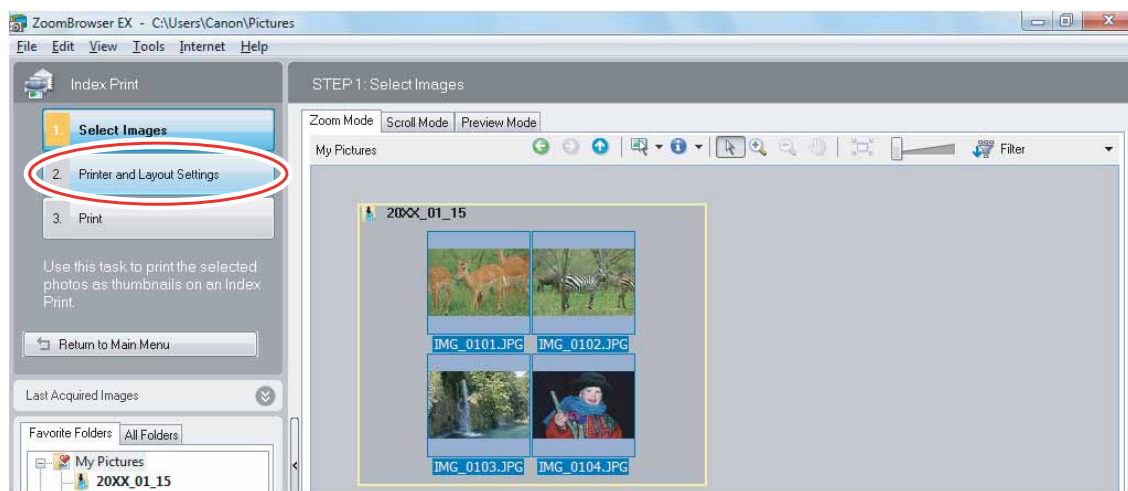 ZoomBrowser EX - C:\Users\Canon\Pictures
File Edit View Tools Internet Help
Index Print
1. Select Images
2. Printer and Layout Settings
3. Print
Use this task to print the selected
photos as thumbnails on an Index
Print.
Return to Main Menu
Last Acquired Images
Favorite Folders All Folders
My Pictures
20XX_01_15
STEP 1: Select Images
Zoom Mode Scroll Mode Preview Mode
My Pictures Filter
20XX_01_15
IMG_0101.JPG IMG_0102.JPG
IMG_0103.JPG IMG_0104.JPG